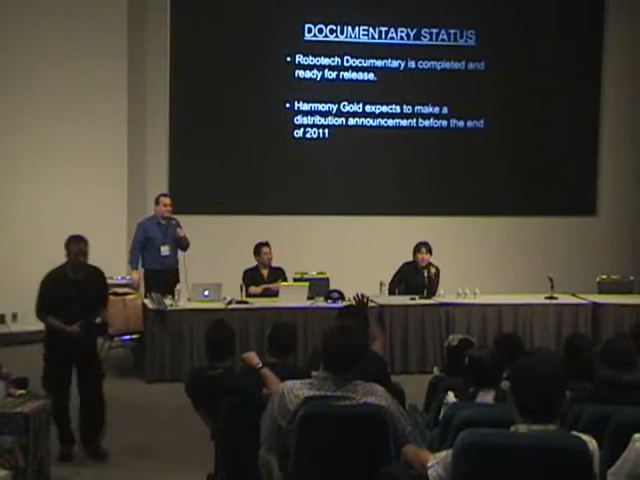 DOCUMENTARY STATUS
• Robotech Documentary is completed and
ready for release.
• Harmony Gold expects to make a
distribution announcement before the end
of 2011